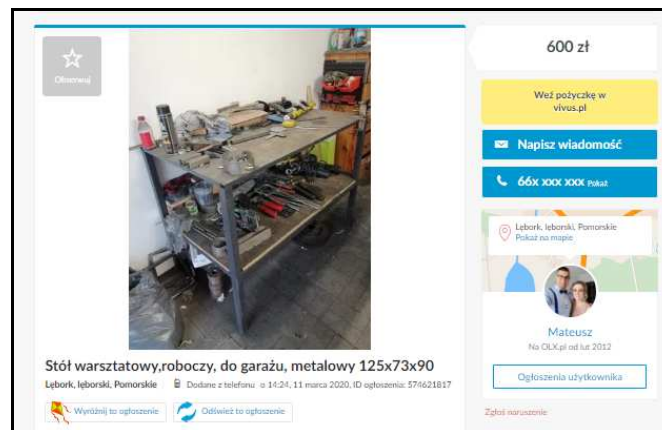 Obserwuj
600 zł
Weź pożyczkę w
vivus.pl
Napisz wiadomość
66x xxx xxx Pokaż
Lębork, lęborski, Pomorskie
Pokaż na mapie
Mateusz
Na OLX.pl od lut 2012
Ogłoszenia użytkownika
Zgłoś naruszenie
Stół warsztatowy,roboczy, do garażu, metalowy 125x73x90
Lębork, lęborski, Pomorskie Dodane z telefonu o 14:24, 11 marca 2020, ID ogłoszenia: 574621817
Wyróżnij to ogłoszenie Odśwież to ogłoszenie